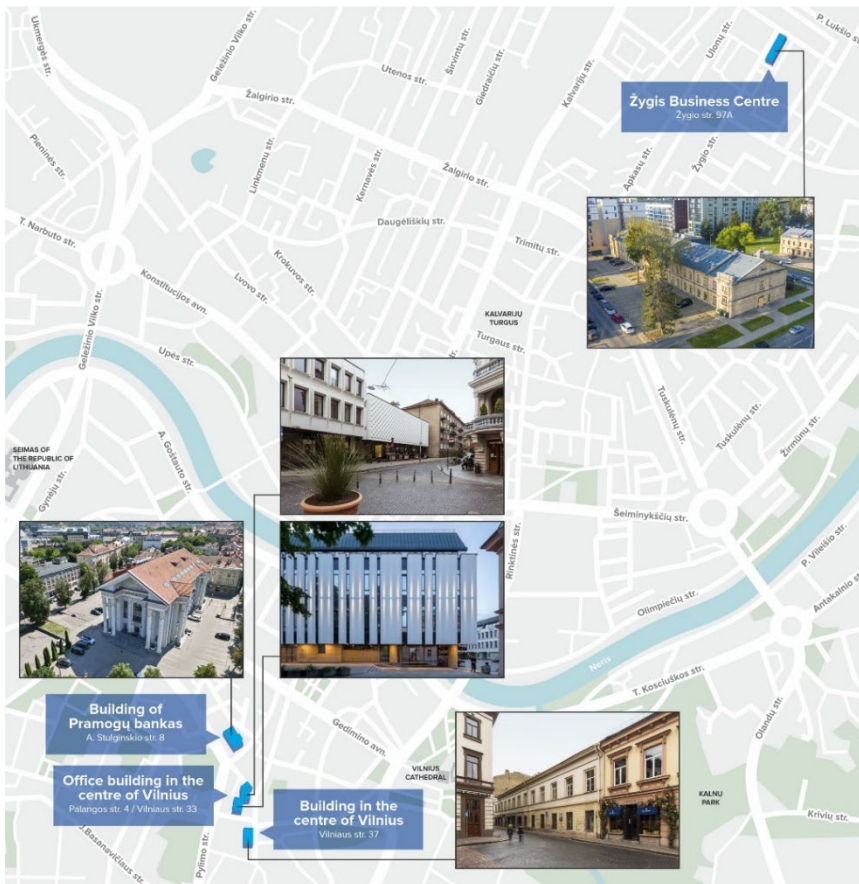 Ukmergės str.
Geležinio Vilko str.
Utenos str.
Širvintų str.
Giedraičių str.
Kalvarijų str.
Ulonų str.
P. Lukšio str.
Žygis Business Centre
Žygio str. 97A
Žalgirio str.
Pieninės str.
Linkmenų str.
Kernavės str.
Žalgirio str.
Apkasų str.
Žygio str.
T. Narbuto str.
Daugėliškių str.
Trimitų str.
Krokuvos str.
Lvovo str.
Konstitucijos avn.
Geležinio Vilko str.
KALVARIJŲ
TURGUS
Turgaus str.
Upės str.
Tuskulėnų str.
Tuskulėnų str.
Žirmūnų str.
A. Goštauto str.
SEIMAS OF
THE REPUBLIC OF
LITHUANIA
Gynėjų str.
Šeiminyškčių str.
Rinktinės str.
P. Vileišio str.
Olimpiečių str.
Antakalnio str.
Neris
T. Kosciuškos str.
Olandų str.
Building of
Pramogų bankas
A. Stulginskio str. 8
Gedimino avn.
VILNIUS
CATHEDRAL
KALNŲ
PARK
Office building in the
centre of Vilnius
Palangos str. 4 / Vilniaus str. 33
Building in the
centre of Vilnius
Vilniaus str. 37
Krivių str.
J.Basanavičiaus str.
Pylimo str.